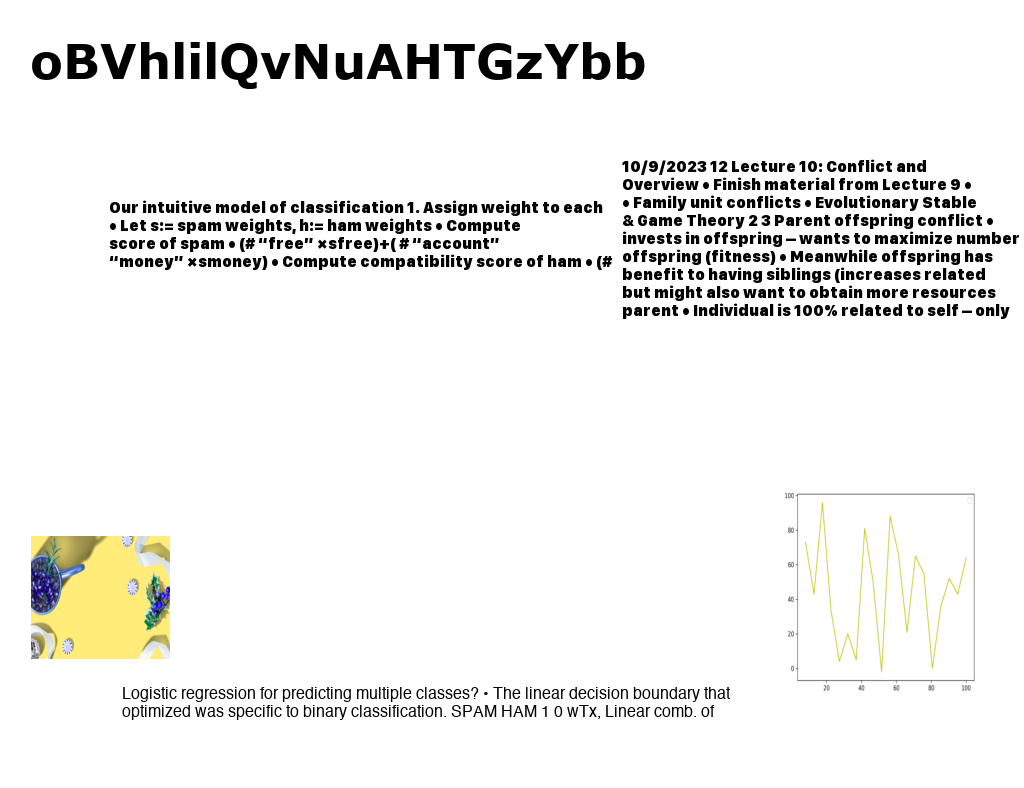 oBVhlilQvNuAHTGzYbb
Our intuitive model of classification 1. Assign weight to each
• Let s:= spam weights, h:= ham weights • Compute
score of spam • (# “free” ×sfree)+( # “account”
“money” ×smoney) • Compute compatibility score of ham • (#
10/9/2023 12 Lecture 10: Conflict and
Overview • Finish material from Lecture 9 •
• Family unit conflicts • Evolutionary Stable
& Game Theory 2 3 Parent offspring conflict •
invests in offspring – wants to maximize number
offspring (fitness) • Meanwhile offspring has
benefit to having siblings (increases related
but might also want to obtain more resources
parent • Individual is 100% related to self – only
100
80
60
40
20
0
20 40 60 80 100
Logistic regression for predicting multiple classes? • The linear decision boundary that
optimized was specific to binary classification. SPAM HAM 1 0 wTx, Linear comb. of